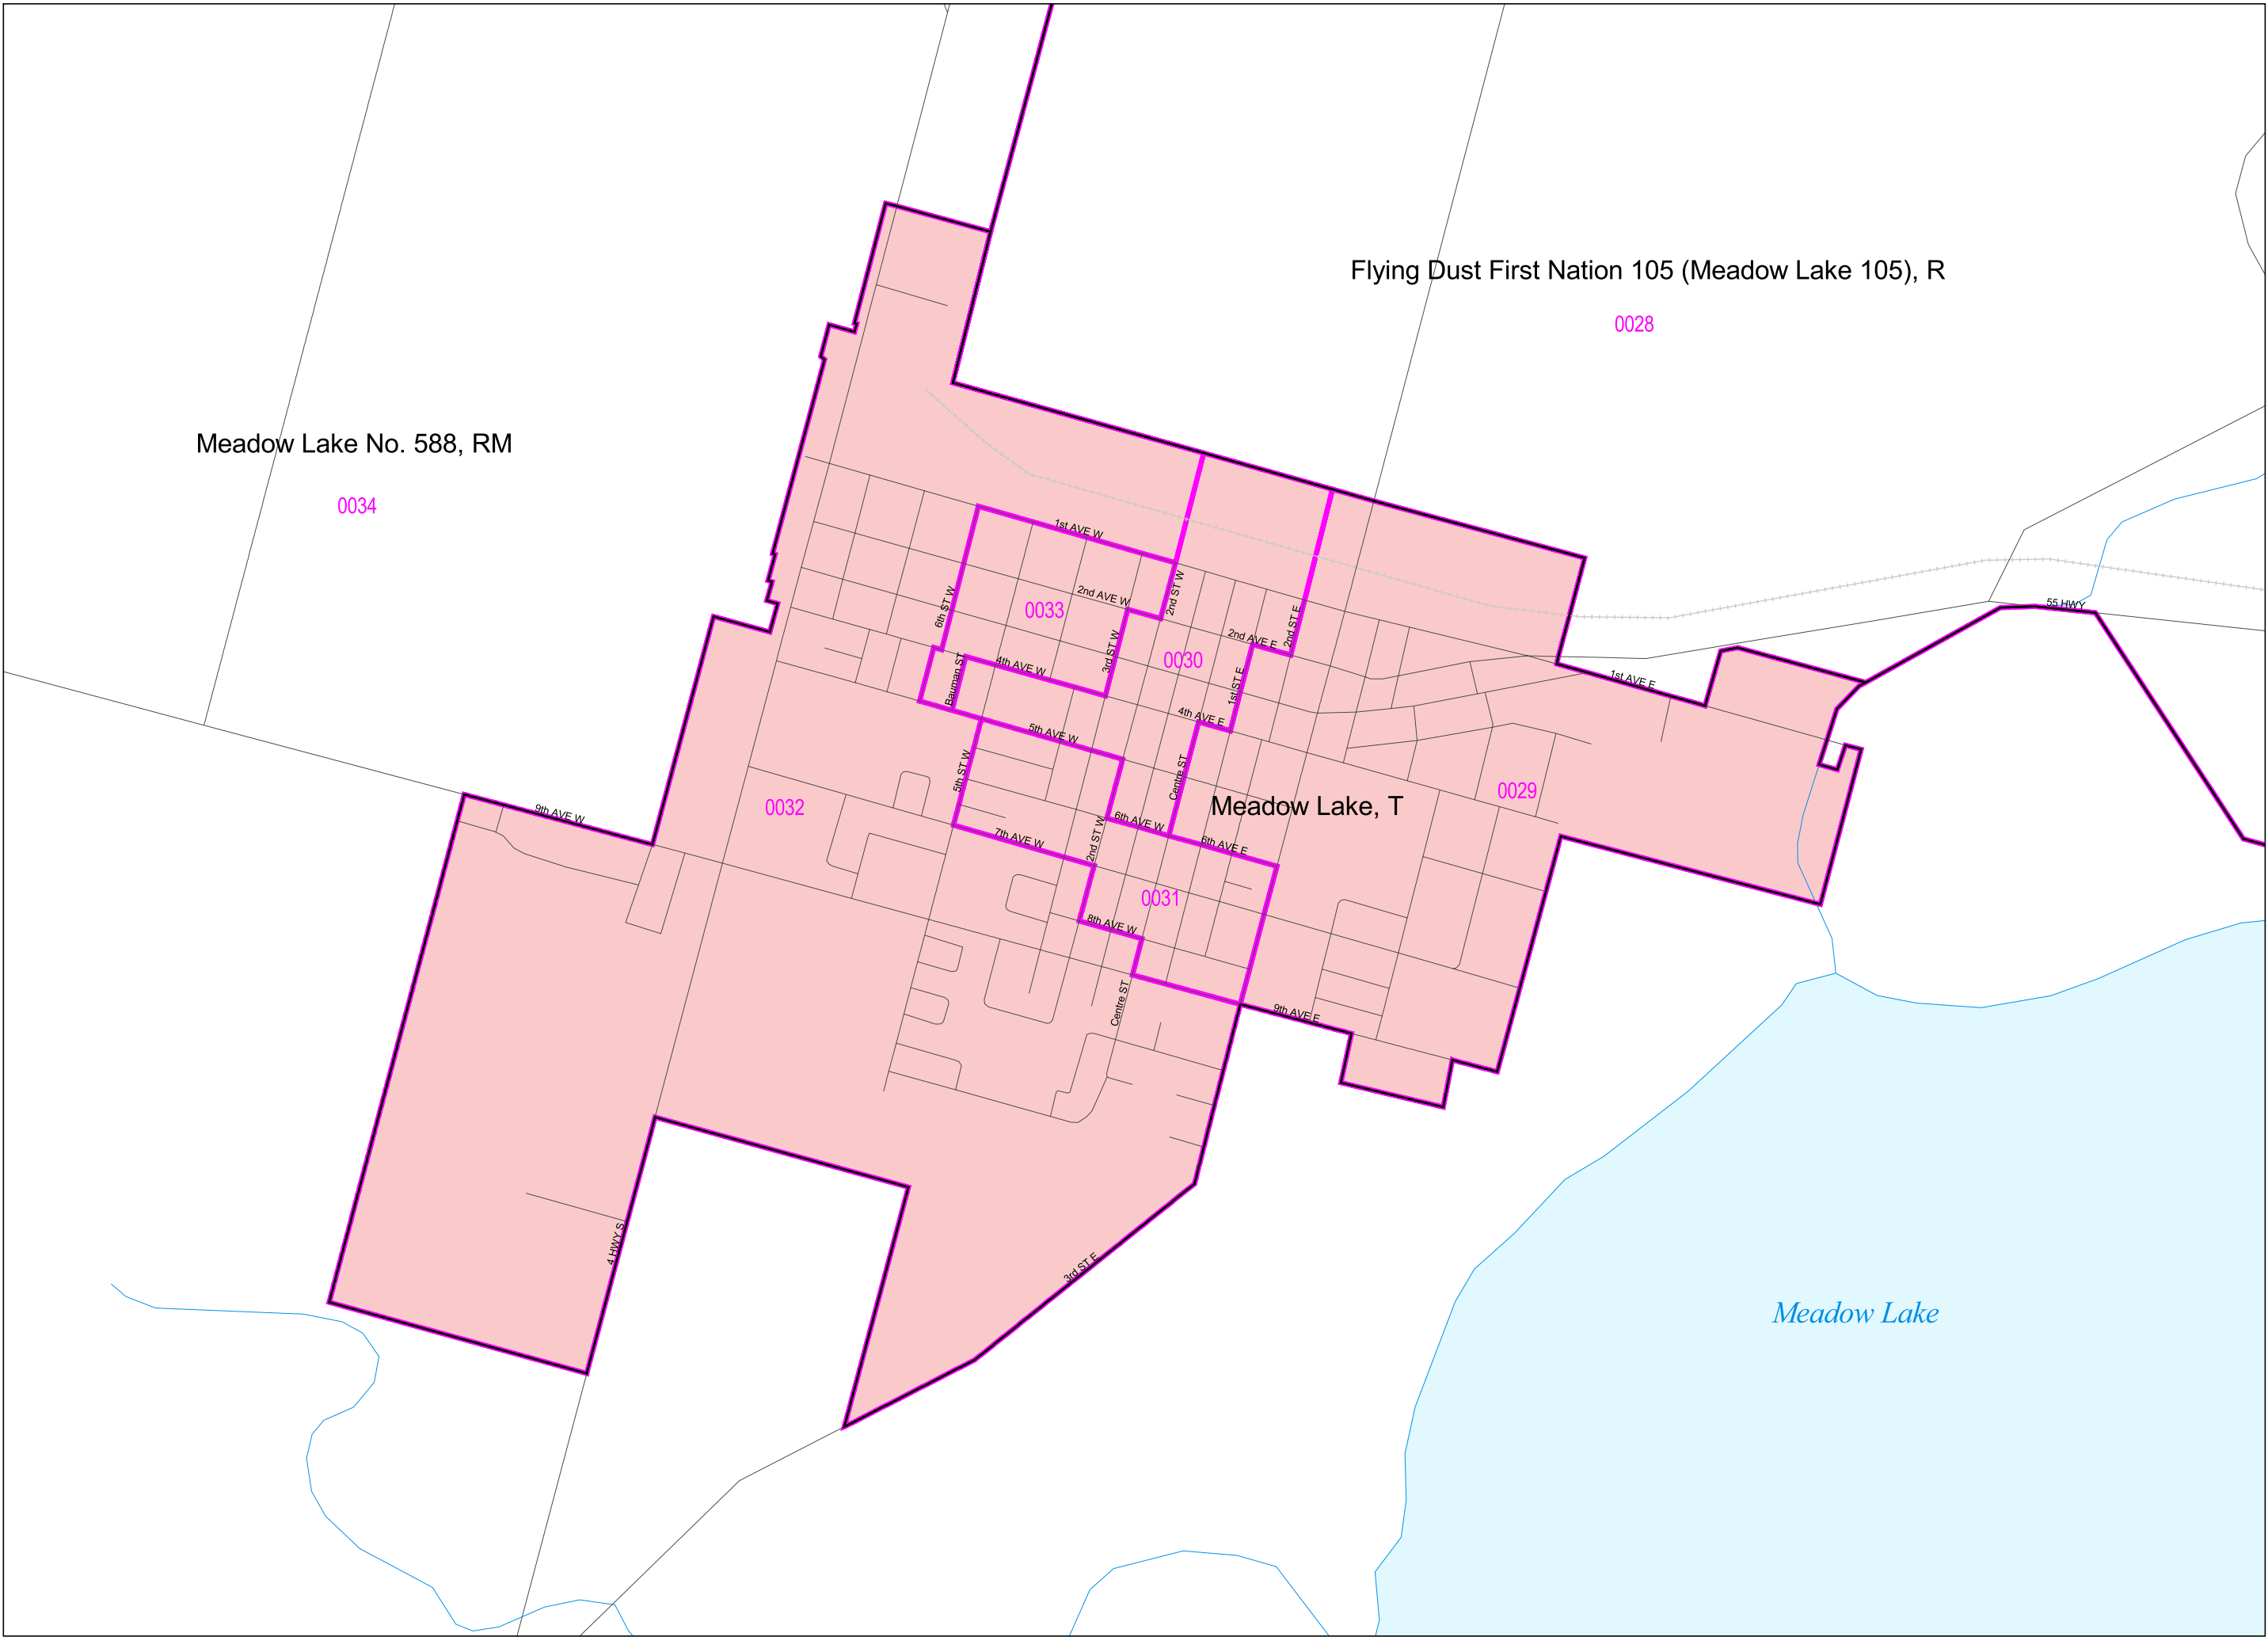 Flying Dust First Nation 105 (Meadow Lake 105), R
0028
Meadow Lake No. 588, RM
0034
1st AVE W
2nd AVE W
2nd ST W
6th ST W
0033
3rd ST W
0030
2nd AVE E
2nd ST E
55 HWY
4th AVE W
Bauman ST
1st ST E
1st AVE E
4th AVE E
5th AVE W
5th ST W
Centre ST
0029
Meadow Lake, T
0032
9th AVE W
6th AVE W
6th AVE E
7th AVE W
2nd ST W
0031
8th AVE W
Centre ST
9th AVE E
4 HWY S
3rd ST E
Meadow Lake